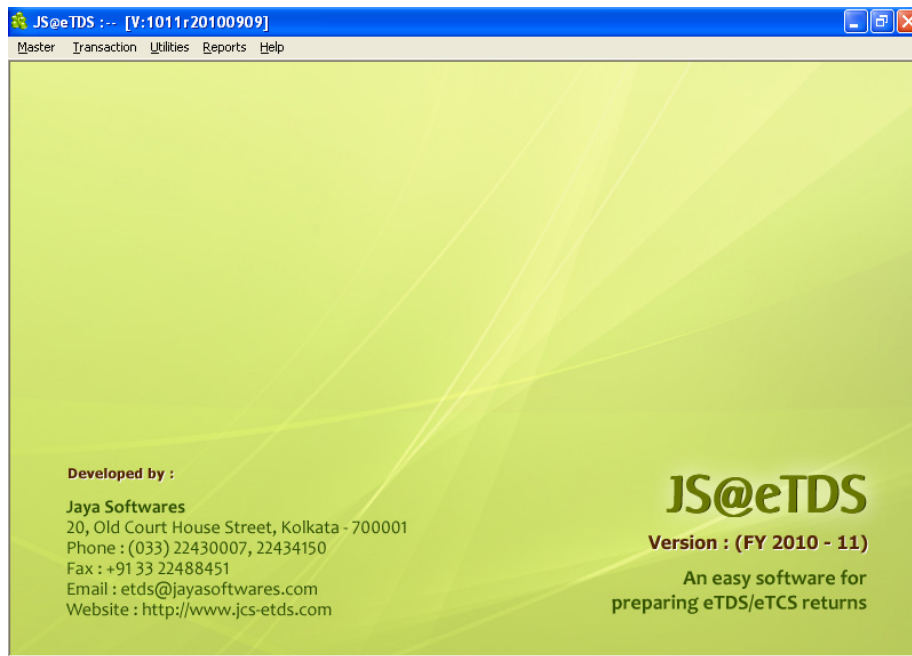 JS@eTDS :-- [V:1011r20100909]
Master Transaction Utilities Reports Help
Developed by :
Jaya Softwares
20, Old Court House Street, Kolkata - 700001
Phone : (033) 22430007, 22434150
Fax : +91 33 22488451
Email : etds@jayasoftwares.com
Website : http://www.jcs-etds.com
JS@eTDS
Version : (FY 2010 - 11)
An easy software for
preparing eTDS/eTCS returns